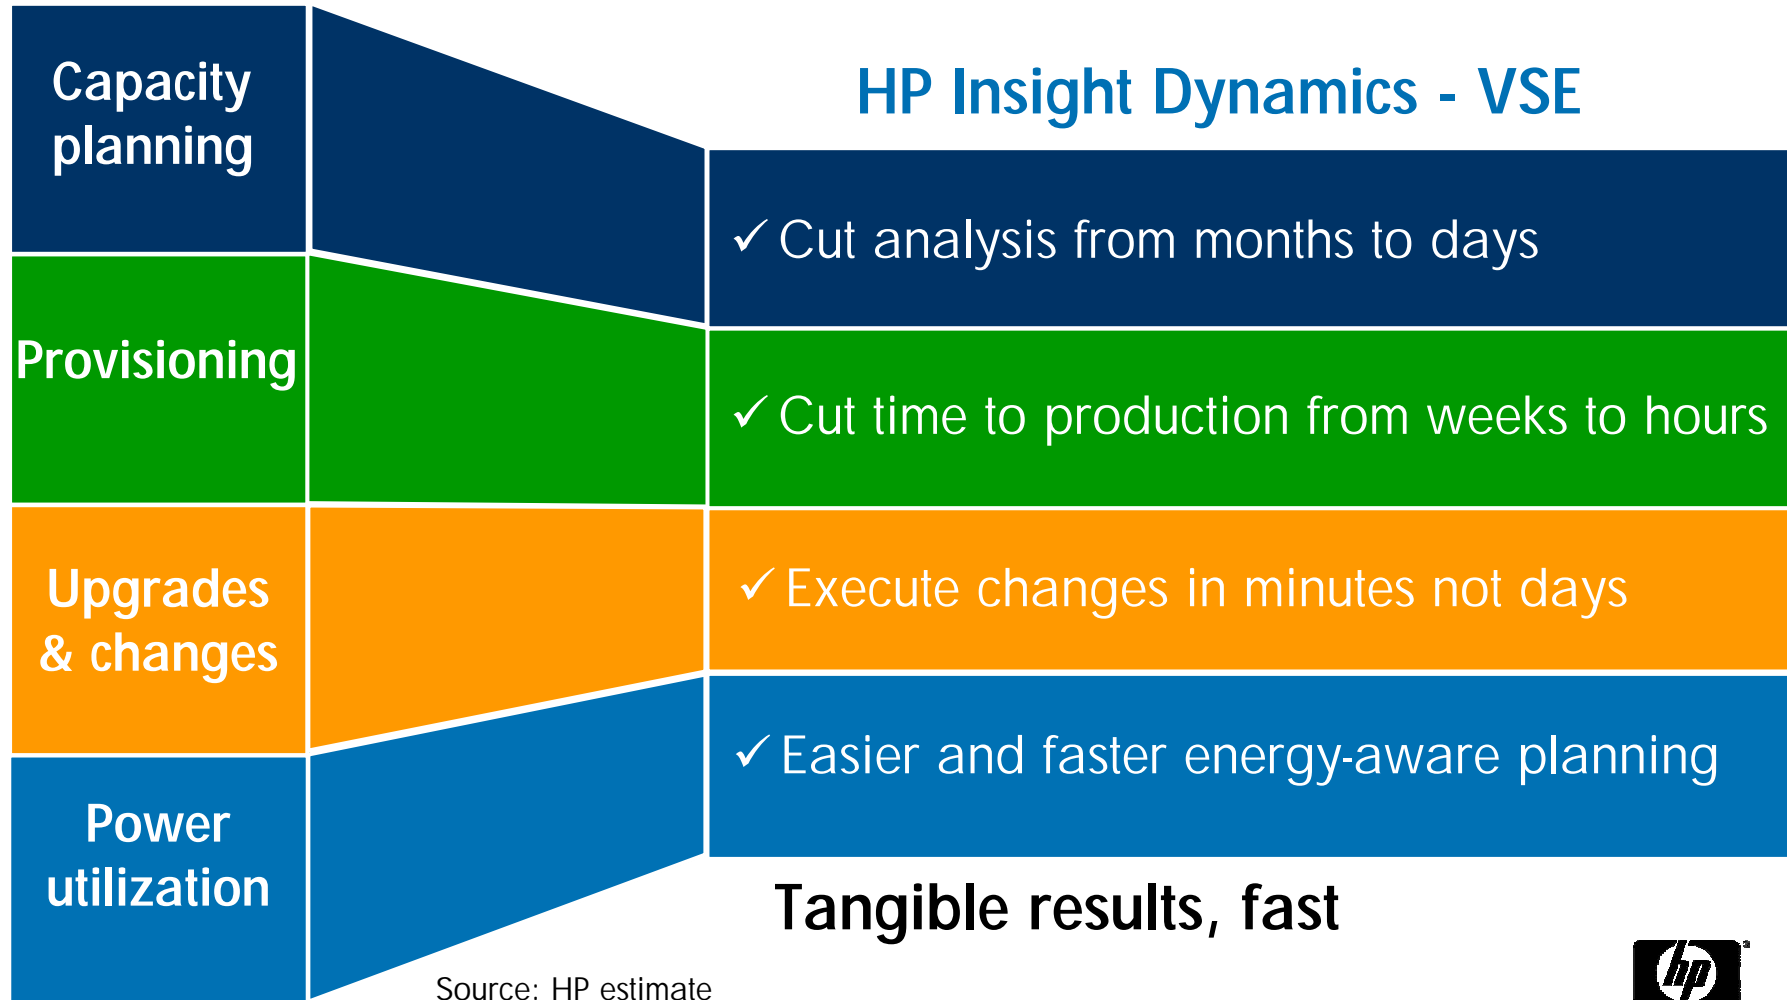 HP Insight Dynamics - VSE
Capacity
planning
✓ Cut analysis from months to days
Provisioning
✓ Cut time to production from weeks to hours
Upgrades
& changes
✓ Execute changes in minutes not days
Power
utilization
✓ Easier and faster energy-aware planning
Tangible results, fast
Source: HP estimate
hp